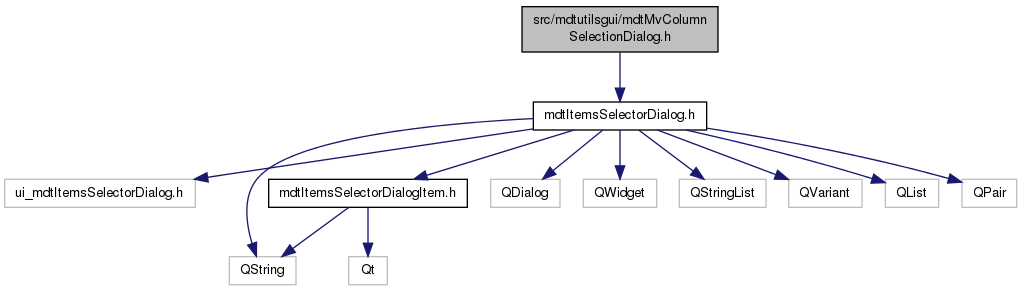 src/mdtutilsgui/mdtMvColumn
SelectionDialog.h
mdtItemsSelectorDialog.h
ui_mdtItemsSelectorDialog.h
mdtItemsSelectorDialogItem.h
QDialog
QWidget
QStringList
QVariant
QList
QPair
QString
Qt